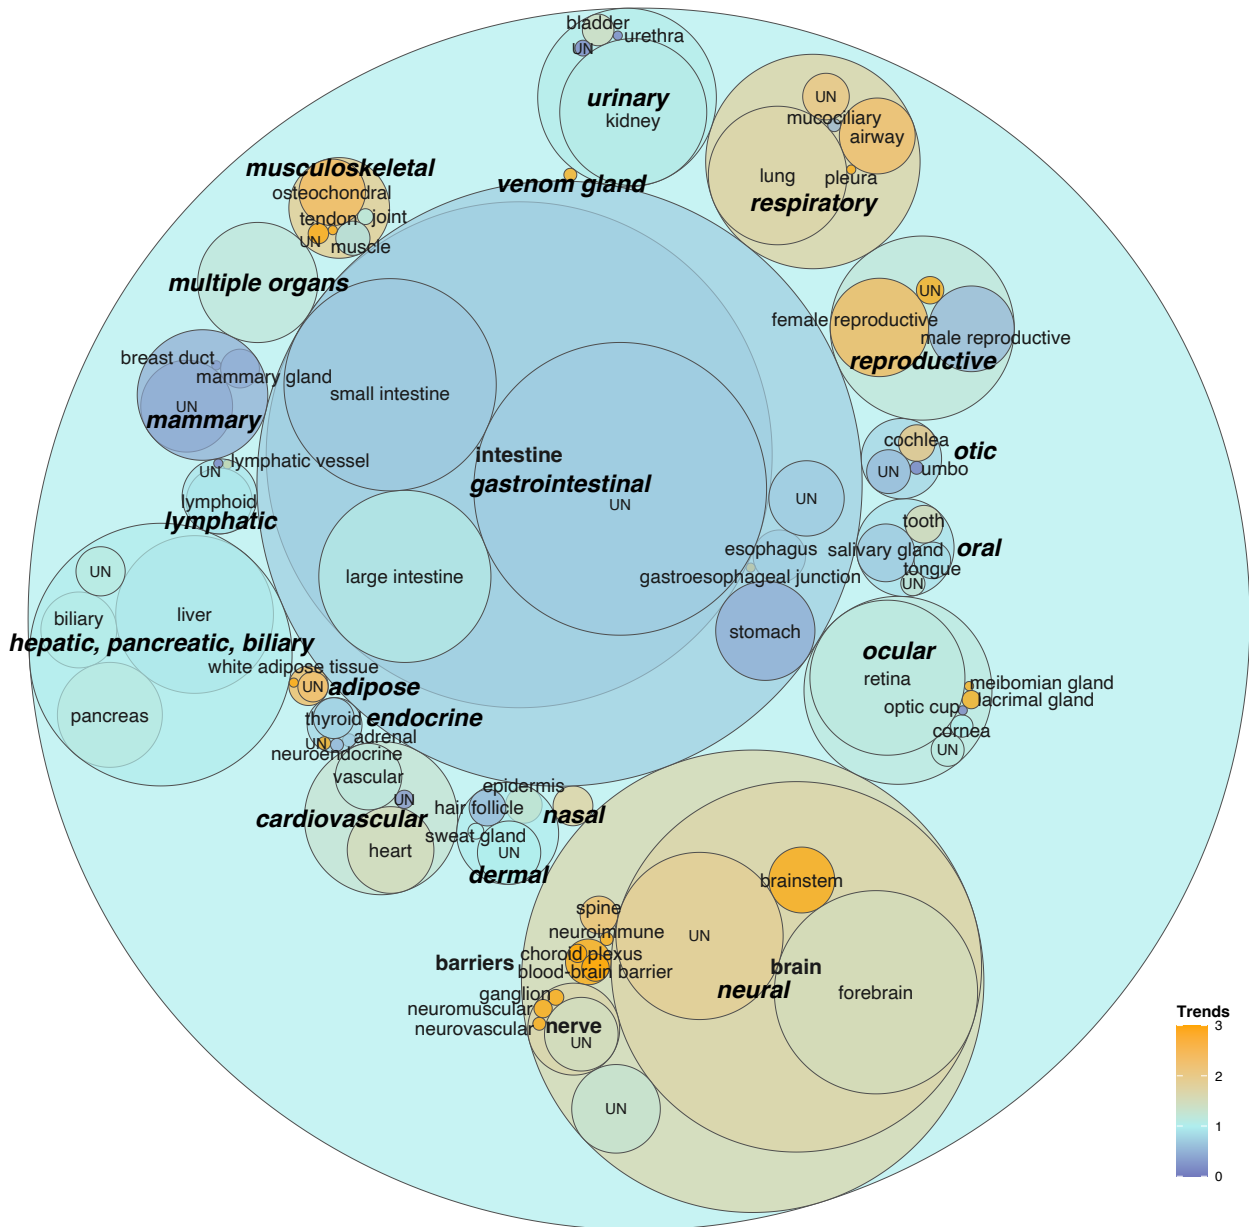 bladder
UN
urethra
urinary
kidney
UN
mucociliary
airway
lung
pleura
respiratory
musculoskeletal
osteochondral
tendon
joint
UN
muscle
venom gland
multiple organs
UN
female reproductive
male reproductive
reproductive
breast duct
mammary gland
UN
mammary
small intestine
intestine
gastrointestinal
UN
UN
cochlea
otic
UN
umbo
lymphatic vessel
UN
lymphoid
lymphatic
tooth
salivary gland
oral
tongue
UN
esophagus
gastroesophageal junction
large intestine
stomach
UN
biliary
liver
hepatic, pancreatic, biliary
pancreas
white adipose tissue
UN
adipose
thyroid
endocrine
adrenal
UN
neuroendocrine
ocular
retina
meibomian gland
lacrimal gland
optic cup
cornea
UN
vascular
UN
cardiovascular
heart
epidermis
hair follicle
nasal
sweat gland
UN
dermal
brainstem
spine
neuroimmune
UN
choroid plexus
barriers
blood-brain barrier
brain
neural
forebrain
ganglion
neuromuscular
neurovascular
nerve
UN
UN
Trends
3
2
1
0